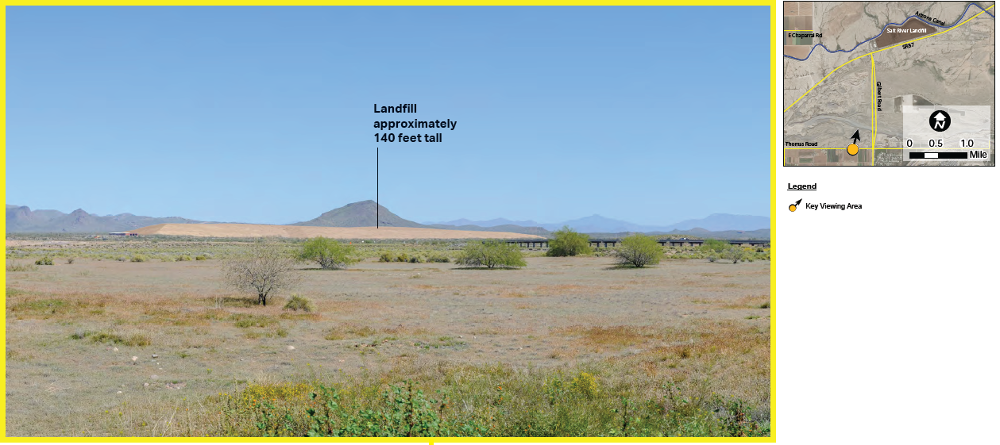 Landfill
approximately
140 feet tall
Arizona Canal
Salt River Landfill
E Chaparral Rd
SR87
Gilbert Road
Thomas Road
N
0 0.5 1.0
Mile
Legend
Key Viewing Area